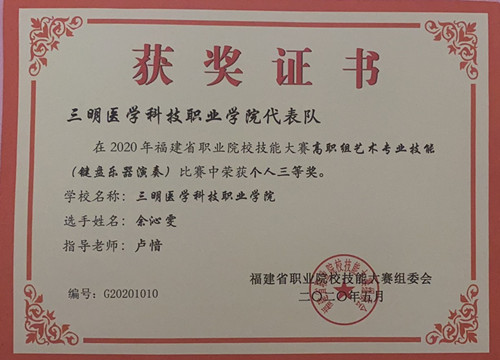 获奖证书
三明医学科技职业学院代表队
在2020年福建省职业院校技能大赛高职组艺术专业技能
（键盘乐器演奏）比赛中荣获个人三等奖。
学校名称：三明医学科技职业学院
选手姓名：余沁雯
指导老师：卢愔
福建省职业院校技能大赛组委会
编号：G20201010
二〇二〇年五月